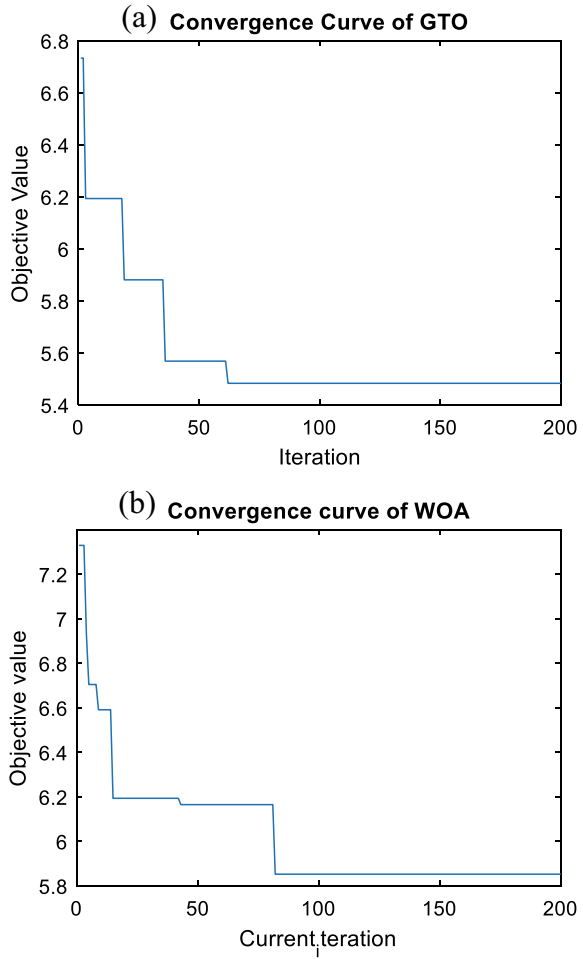 (a) Convergence Curve of GTO
6.8
6.6
6.4
6.2
6
5.8
5.6
5.4
Objective Value
0 50 100 150 200
Iteration
(b) Convergence curve of WOA
7.2
7
6.8
6.6
6.4
6.2
6
5.8
Objective value
0 50 100 150 200
Current_iteration